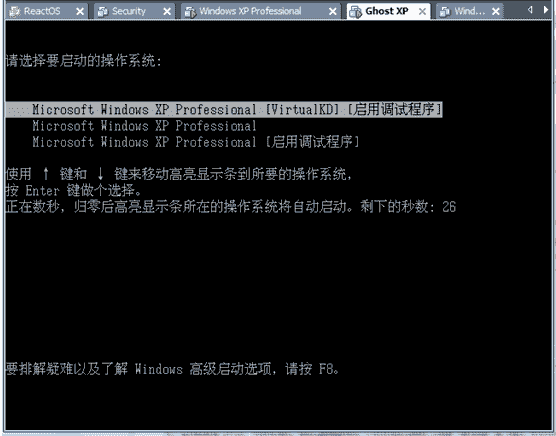 ReactOS
Security
Windows XP Professional
Ghost XP
Wind...
请选择要启动的操作系统:
Microsoft Windows XP Professional [VirtualKD] [启用调试程序]
Microsoft Windows XP Professional
Microsoft Windows XP Professional [启用调试程序]
使用 ↑ 键和 ↓ 键来移动高亮显示条到所要的操作系统,
按 Enter 键做个选择。
正在数秒, 归零后高亮显示条所在的操作系统将自动启动。剩下的秒数: 26
要排解疑难以及了解 Windows 高级启动选项, 请按 F8。